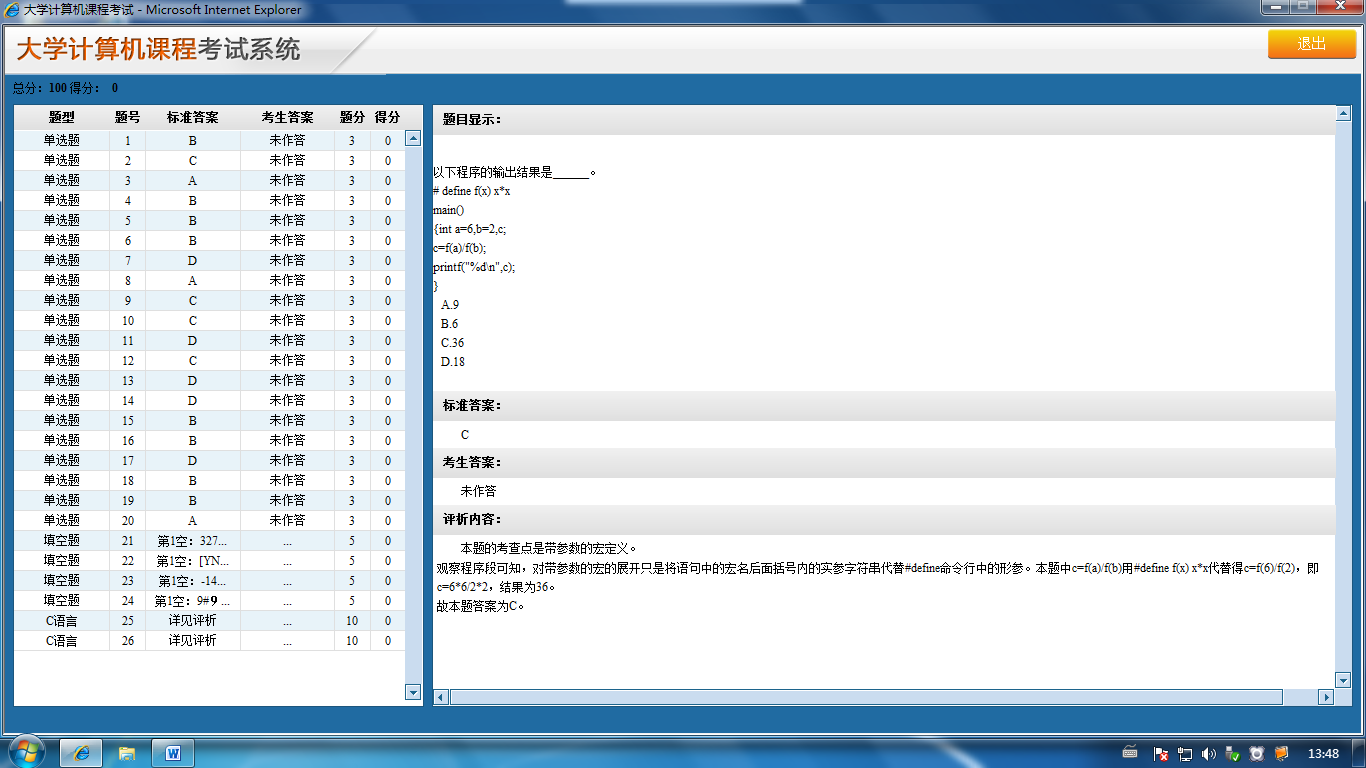 大学计算机课程考试 - Microsoft Internet Explorer
大学计算机课程考试系统
退出
总分：100 得分： 0
题型 题号 标准答案 考生答案 题分 得分
单选题 1 B 未作答 3 0
单选题 2 C 未作答 3 0
单选题 3 A 未作答 3 0
单选题 4 B 未作答 3 0
单选题 5 B 未作答 3 0
单选题 6 B 未作答 3 0
单选题 7 D 未作答 3 0
单选题 8 A 未作答 3 0
单选题 9 C 未作答 3 0
单选题 10 C 未作答 3 0
单选题 11 D 未作答 3 0
单选题 12 C 未作答 3 0
单选题 13 D 未作答 3 0
单选题 14 D 未作答 3 0
单选题 15 B 未作答 3 0
单选题 16 B 未作答 3 0
单选题 17 D 未作答 3 0
单选题 18 B 未作答 3 0
单选题 19 B 未作答 3 0
单选题 20 A 未作答 3 0
填空题 21 第1空：327... ... 5 0
填空题 22 第1空：[YN... ... 5 0
填空题 23 第1空：-14... ... 5 0
填空题 24 第1空：9#9 ... ... 5 0
C语言 25 详见评析 ... 10 0
C语言 26 详见评析 ... 10 0
题目显示：
以下程序的输出结果是______。
# define f(x) x*x
main()
{int a=6,b=2,c;
c=f(a)/f(b);
printf("%d\n",c);
}
A.9
B.6
C.36
D.18
标准答案：
C
考生答案：
未作答
评析内容：
本题的考查点是带参数的宏定义。
观察程序段可知，对带参数的宏的展开只是将语句中的宏名后面括号内的实参字符串代替#define命令行中的形参。本题中c=f(a)/f(b)用#define f(x) x*x代替得c=f(6)/f(2)，即
c=6*6/2*2，结果为36。
故本题答案为C。
13:48